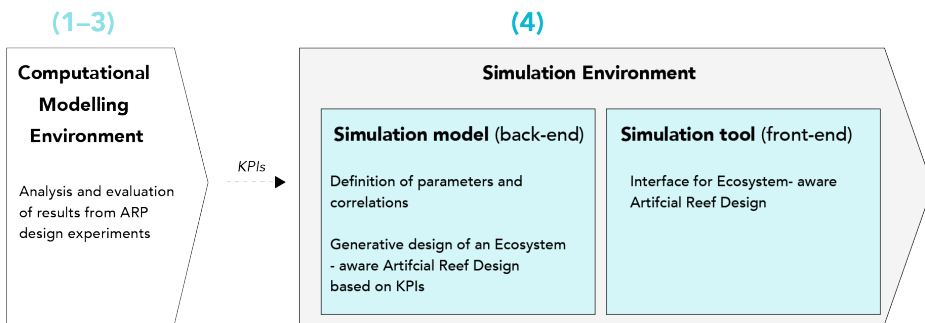 (1–3)
Computational
Modelling
Environment
Analysis and evaluation
of results from ARP
design experiments
KPIs
(4)
Simulation Environment
Simulation model (back-end)
Definition of parameters and
correlations
Generative design of an Ecosystem
- aware Artifcial Reef Design
based on KPIs
Simulation tool (front-end)
Interface for Ecosystem- aware
Artifcial Reef Design